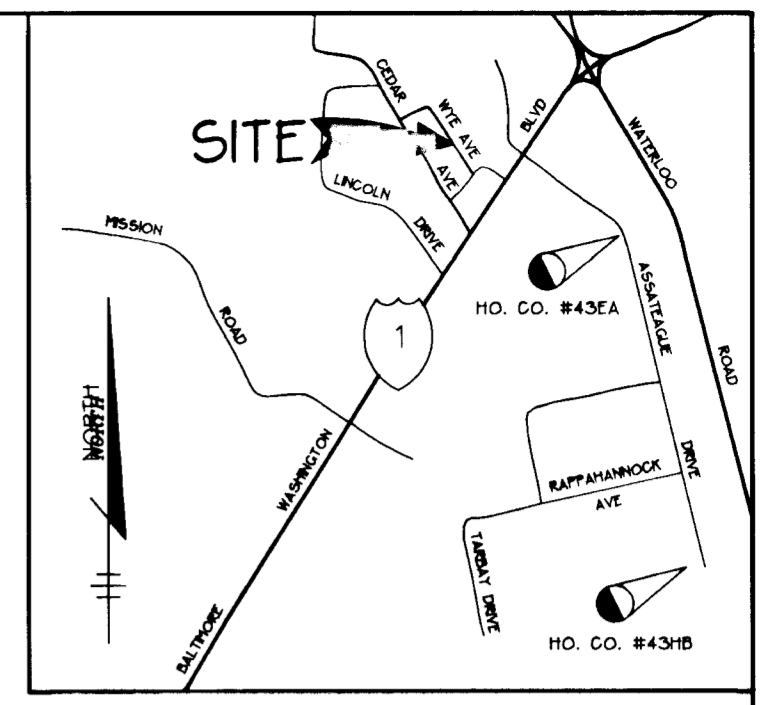 CEDAR
WYE AVE
BLVD
WATERLOO
SITE
AVE
LINCOLN
DRIVE
MISSION
ROAD
ASSATEAGUE
HO. CO. #43EA
1
ROAD
NORTH
WASHINGTON
DRIVE
RAPPAHANNOCK
AVE
TARBAY DRIVE
BALTIMORE
HO. CO. #43HB